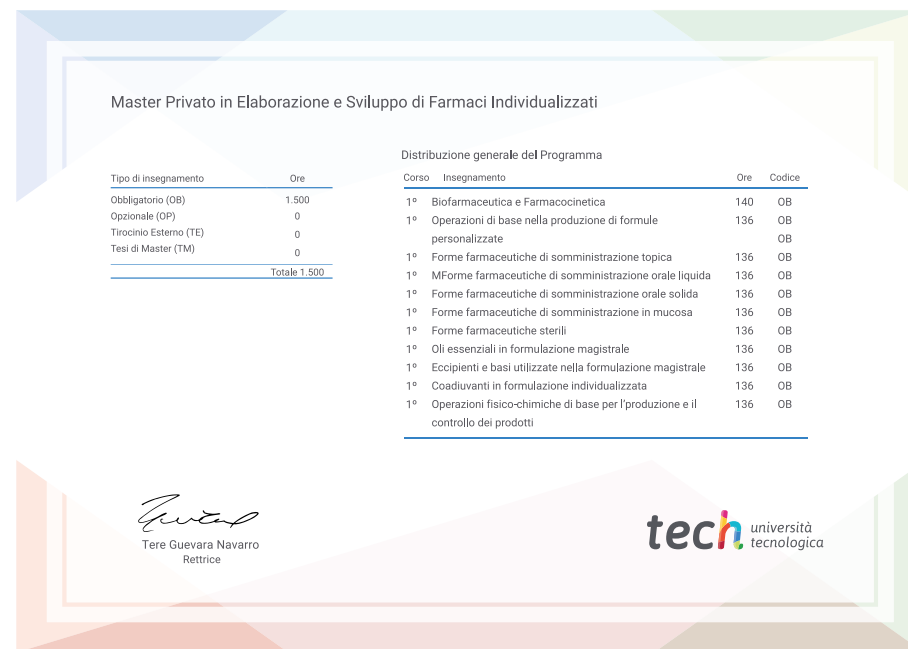 Master Privato in Elaborazione e Sviluppo di Farmaci Individualizzati
Tipo di insegnamento Ore
Obbligatorio (OB) 1.500
Opzionale (OP) 0
Tirocinio Esterno (TE) 0
Tesi di Master (TM) 0
Totale 1.500
Distribuzione generale del Programma
Corso Insegnamento Ore Codice
1º Biofarmaceutica e Farmacocinetica 140 OB
1º Operazioni di base nella produzione di formule 136 OB
personalizzate OB
1º Forme farmaceutiche di somministrazione topica 136 OB
1º MForme farmaceutiche di somministrazione orale liquida 136 OB
1º Forme farmaceutiche di somministrazione orale solida 136 OB
1º Forme farmaceutiche di somministrazione in mucosa 136 OB
1º Forme farmaceutiche sterili 136 OB
1º Oli essenziali in formulazione magistrale 136 OB
1º Eccipienti e basi utilizzate nella formulazione magistrale 136 OB
1º Coadiuvanti in formulazione individualizzata 136 OB
1º Operazioni fisico-chimiche di base per l'produzione e il 136 OB
controllo dei prodotti
Tere Guevara Navarro
Rettrice
tech università
tecnologica